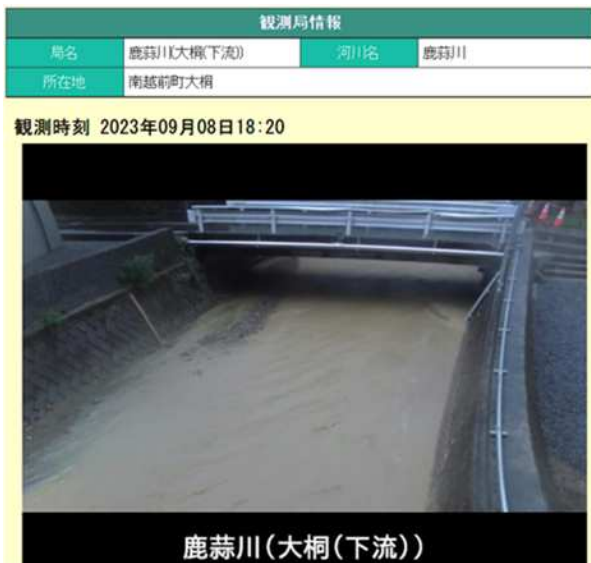 観測局情報
局名 鹿蒜川(大桐(下流)) 河川名 鹿蒜川
所在地 南越前町大桐
観測時刻 2023年09月08日18:20
鹿蒜川(大桐(下流))